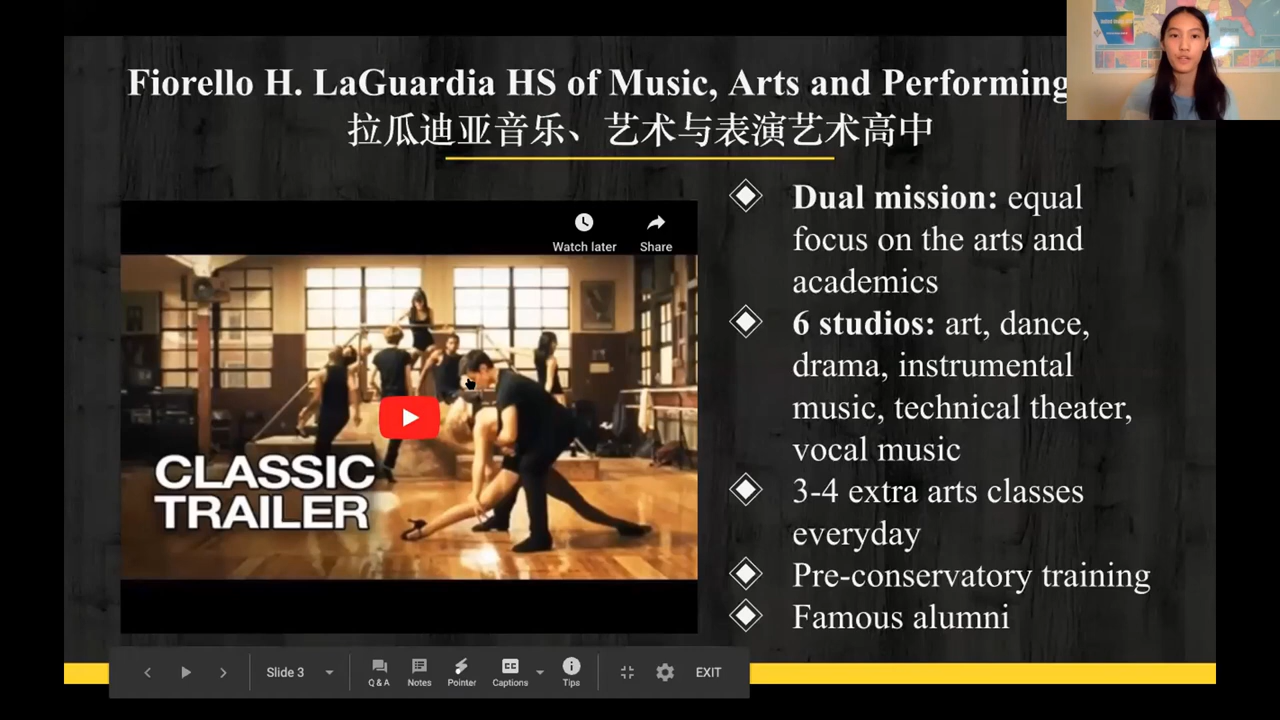 Fiorello H. LaGuardia HS of Music, Arts and Performing
拉瓜迪亚音乐、艺术与表演艺术高中
Watch later
Share
CLASSIC
TRAILER
Dual mission: equal
focus on the arts and
academics
6 studios: art, dance,
drama, instrumental
music, technical theater,
vocal music
3-4 extra arts classes
everyday
Pre-conservatory training
Famous alumni
Slide 3
Q & A
Notes
Pointer
CC
Captions
Tips
EXIT